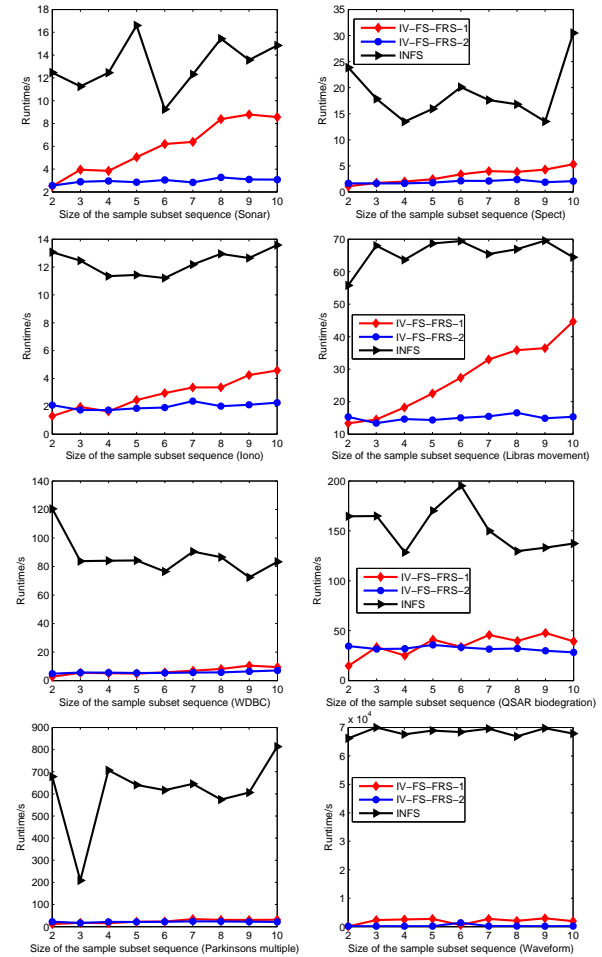 18
16
14
12
10
8
6
4
2
Runtime/s
2 3 4 5 6 7 8 9 10
Size of the sample subset sequence (Sonar)
35
30
25
20
15
10
5
0
Runtime/s
IV-FS-FRS-1
IV-FS-FRS-2
INFS
2 3 4 5 6 7 8 9 10
Size of the sample subset sequence (Spect)
14
12
10
8
6
4
2
0
Runtime/s
2 3 4 5 6 7 8 9 10
Size of the sample subset sequence (Iono)
70
60
50
40
30
20
10
Runtime/s
IV-FS-FRS-1
IV-FS-FRS-2
INFS
2 3 4 5 6 7 8 9 10
Size of the sample subset sequence (Libras movement)
140
120
100
80
60
40
20
0
Runtime/s
2 3 4 5 6 7 8 9 10
Size of the sample subset sequence (WDBC)
200
150
100
50
0
Runtime/s
IV-FS-FRS-1
IV-FS-FRS-2
INFS
2 3 4 5 6 7 8 9 10
Size of the sample subset sequence (QSAR biodegration)
900
800
700
600
500
400
300
200
100
0
Runtime/s
2 3 4 5 6 7 8 9 10
Size of the sample subset sequence (Parkinsons multiple)
x 10^4
7
6
5
4
3
2
1
0
Runtime/s
IV-FS-FRS-1
IV-FS-FRS-2
INFS
2 3 4 5 6 7 8 9 10
Size of the sample subset sequence (Waveform)